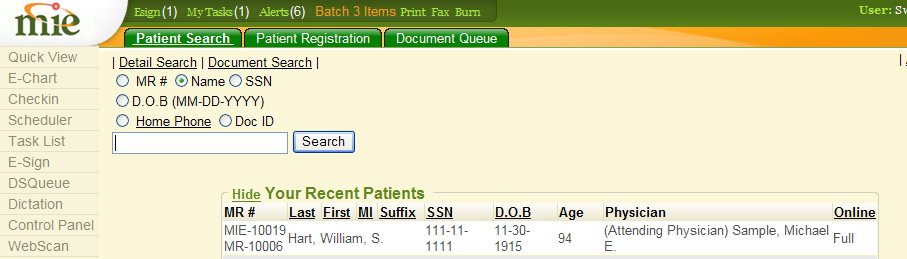 mie
Esign (1) My Tasks (1) Alerts (6) Batch 3 Items Print Fax Burn
User:
Patient Search Patient Registration Document Queue
Quick View
E-Chart
Checkin
Scheduler
Task List
E-Sign
DSQueue
Dictation
Control Panel
WebScan
| Detail Search | Document Search |
MR # Name SSN
D.O.B (MM-DD-YYYY)
Home Phone Doc ID
Search
Hide Your Recent Patients
MR # Last First MI Suffix SSN D.O.B Age Physician Online
MIE-10019 Hart, William, S. 111-11- 11-30- 94 (Attending Physician) Sample, Michael Full
MR-10006 1111 1915 E.